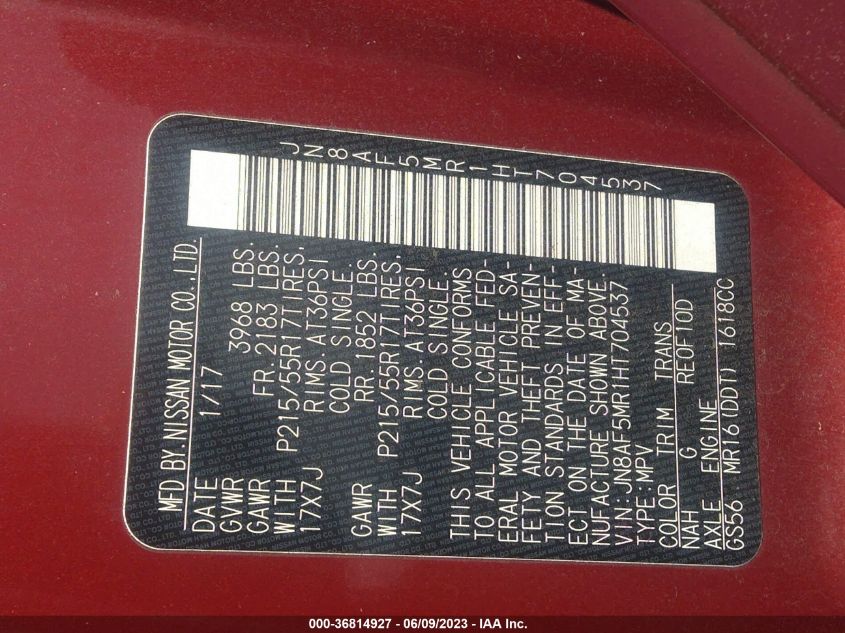 JN8AF5MR1HT704537
MFD BY NISSAN MOTOR CO.,LTD.
DATE 1/17
GVWR 3968 LBS.
GAWR FR.2183 LBS.
WITH P215/55R17TIRES,
17X7J RIMS.AT36PSI
COLD SINGLE.
GAWR RR.1852 LBS.
WITH P215/55R17TIRES,
17X7J RIMS.AT36PSI
COLD SINGLE.
THIS VEHICLE CONFORMS
TO ALL APPLICABLE FED-
ERAL MOTOR VEHICLE SA-
FETY AND THEFT PREVEN-
TION STANDARDS IN EFF-
ECT ON THE DATE OF MA-
NUFACTURE SHOWN ABOVE.
VIN:JN8AF5MR1HT704537
TYPE:MPV
COLOR TRIM TRANS
NAH G RE0F10D
AXLE ENGINE
GS56 MR16(DDT) 1618CC
000-36814927 - 06/09/2023 - IAA Inc.